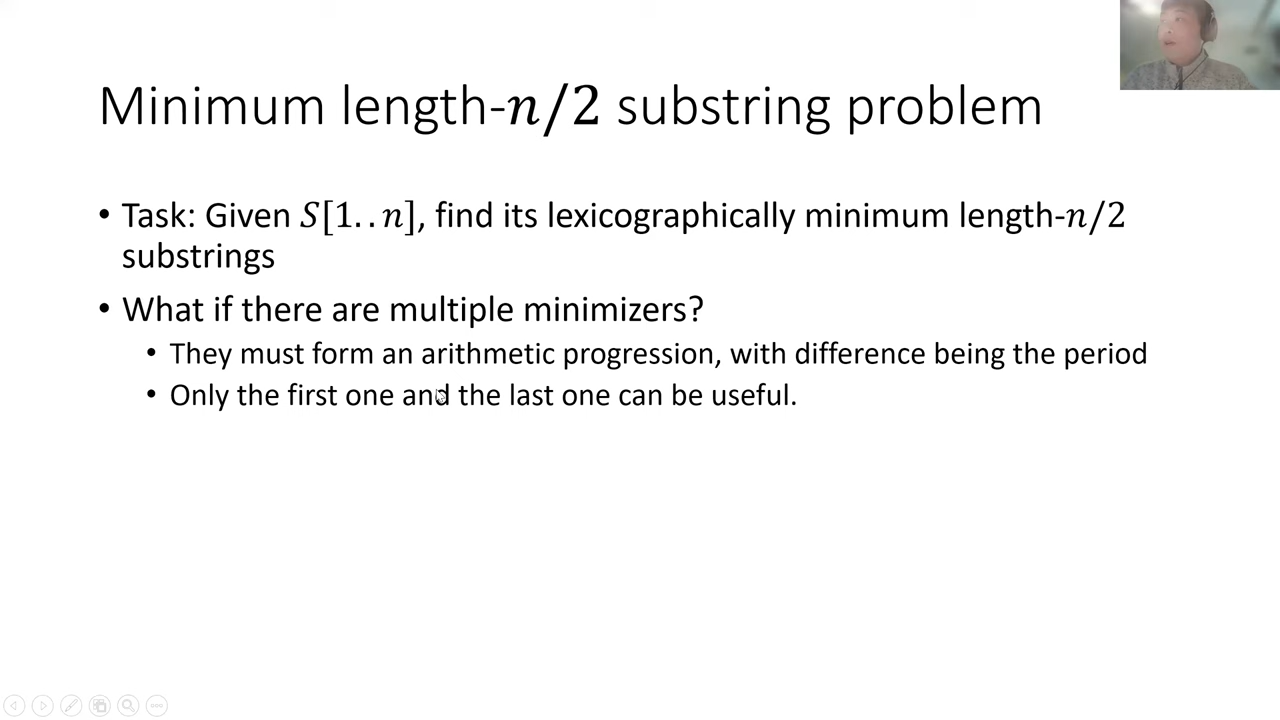 Minimum length-n/2 substring problem
• Task: Given S[1..n], find its lexicographically minimum length-n/2
substrings
• What if there are multiple minimizers?
• They must form an arithmetic progression, with difference being the period
• Only the first one and the last one can be useful.